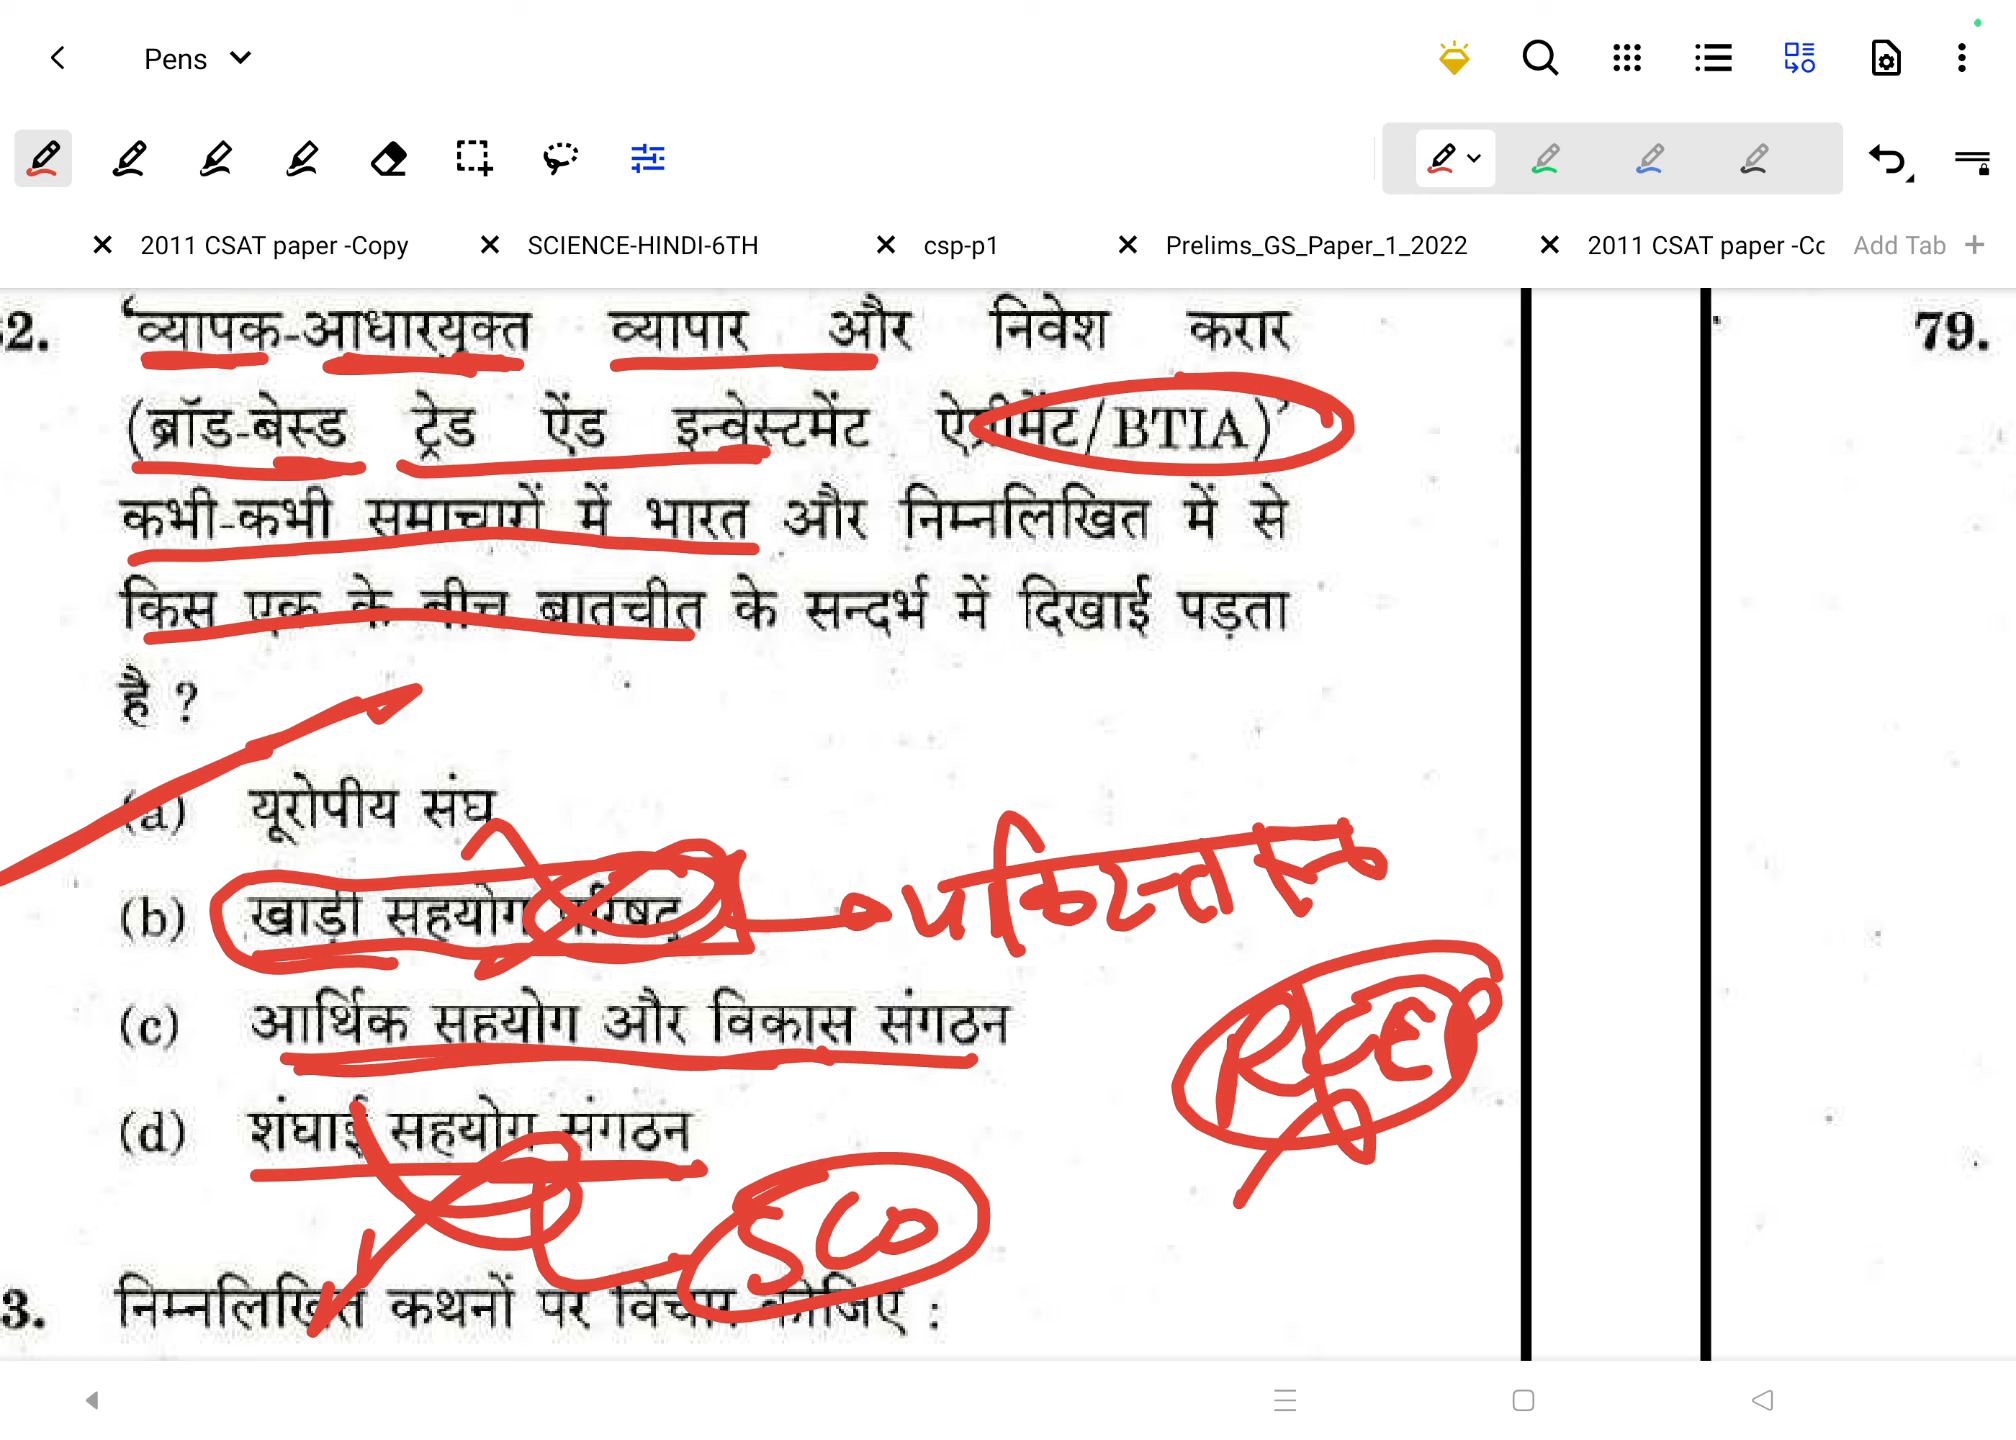 Pens
2011 CSAT paper -Copy
SCIENCE-HINDI-6TH
csp-p1
Prelims_GS_Paper_1_2022
2011 CSAT paper -Cc
Add Tab +
2. ‘व्यापक-आधारयुक्त व्यापार और निवेश करार
(ब्रॉड-बेस्ड ट्रेड ऐंड इन्वेस्टमेंट ऐग्रीमेंट/BTIA)’
कभी-कभी समाचारों में भारत और निम्नलिखित में से
किस एक के बीच बातचीत के सन्दर्भ में दिखाई पड़ता
है ?
(a) यूरोपीय संघ
(b) खाड़ी सहयोग परिषद्
(c) आर्थिक सहयोग और विकास संगठन
RCEP
(d) शंघाई सहयोग संगठन
SCO
3. निम्नलिखित कथनों पर विचार कीजिए :
79.